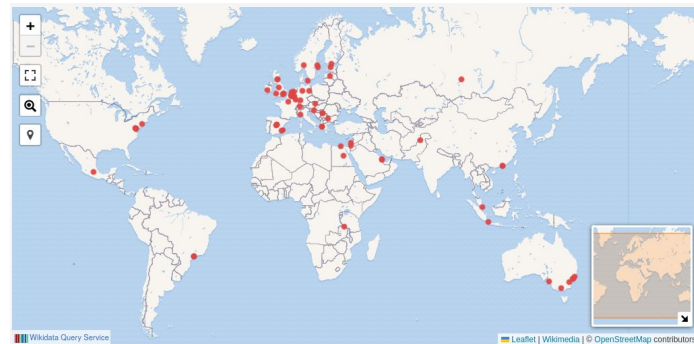 +
−
Wikidata Query Service
Leaflet | Wikimedia | © OpenStreetMap contributors